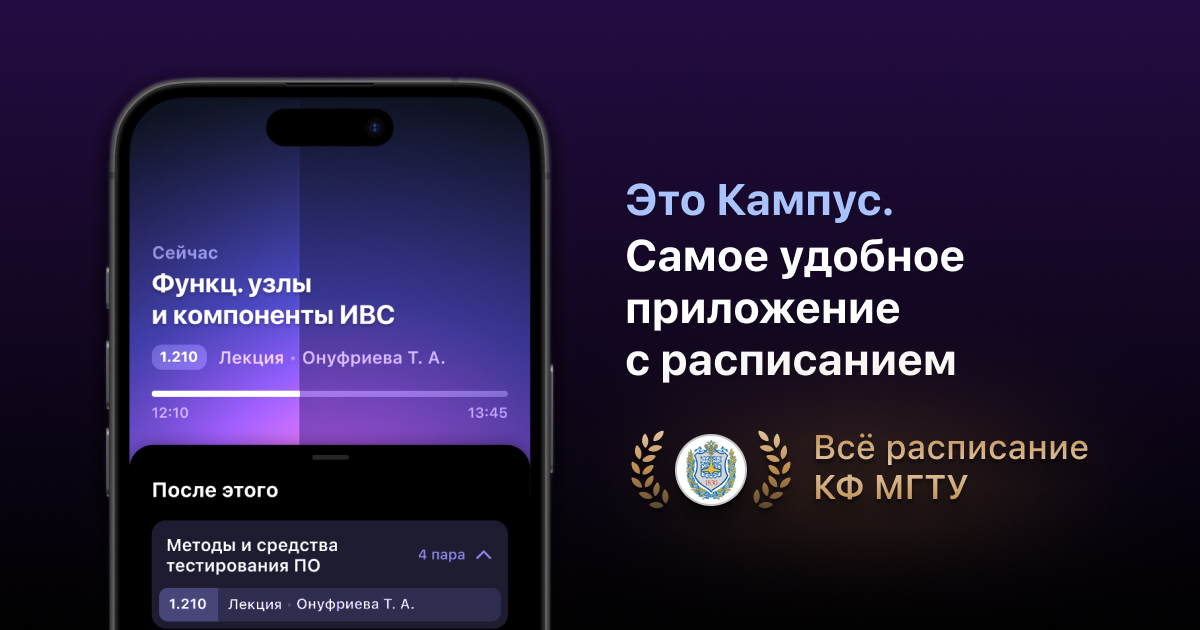 Сейчас
Функц. узлы
и компоненты ИВС
1.210 Лекция · Онуфриева Т. А.
12:10 13:45
После этого
Методы и средства
тестирования ПО
4 пара
1.210 Лекция · Онуфриева Т. А.
Это Кампус.
Самое удобное
приложение
с расписанием
1830
Всё расписание
КФ МГТУ